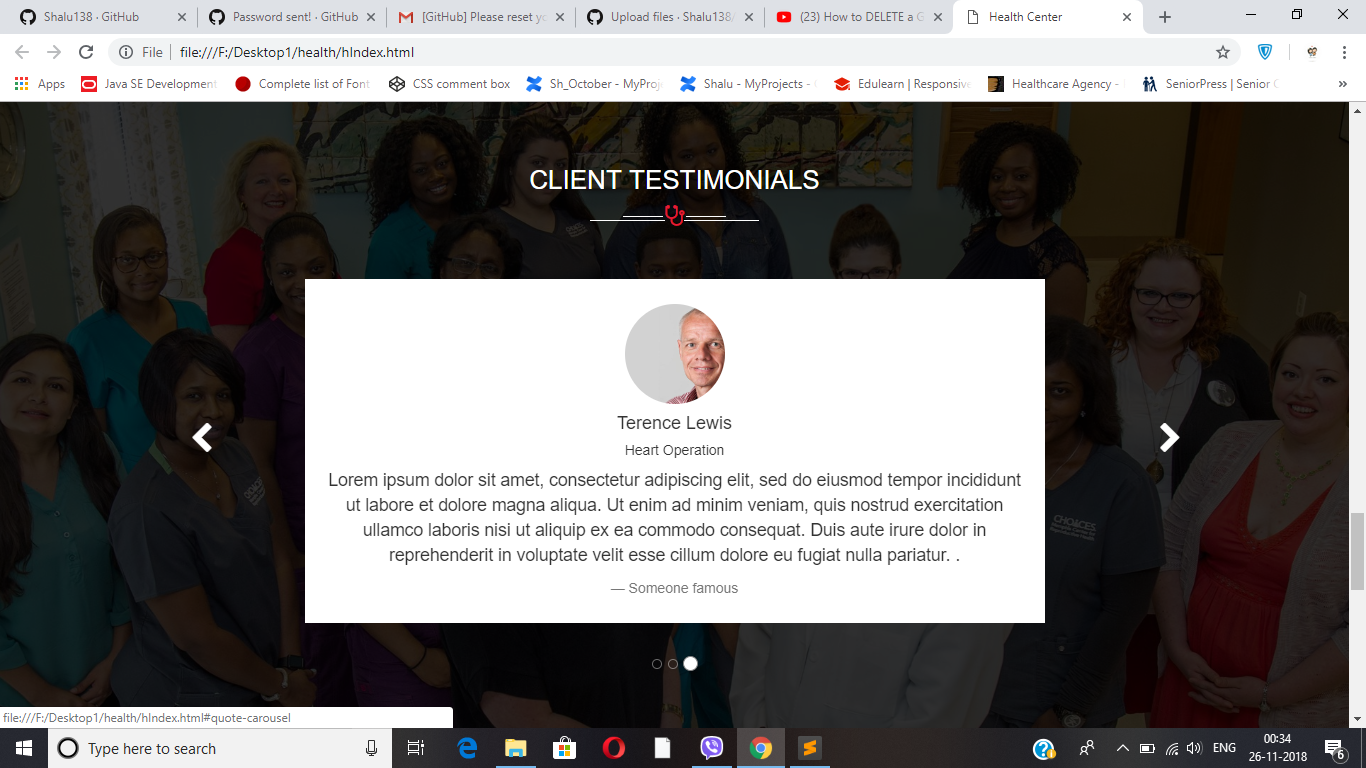 Shalu138 · GitHub
Password sent! · GitHub
[GitHub] Please reset yo
Upload files · Shalu138/
(23) How to DELETE a G
Health Center
File
file:///F:/Desktop1/health/hIndex.html
Apps
Java SE Development
Complete list of Font
CSS comment box
Sh_October - MyProj
Shalu - MyProjects -
Edulearn | Responsive
Healthcare Agency -
SeniorPress | Senior C
»
CLIENT TESTIMONIALS
Terence Lewis
Heart Operation
Lorem ipsum dolor sit amet, consectetur adipiscing elit, sed do eiusmod tempor incididunt
ut labore et dolore magna aliqua. Ut enim ad minim veniam, quis nostrud exercitation
ullamco laboris nisi ut aliquip ex ea commodo consequat. Duis aute irure dolor in
reprehenderit in voluptate velit esse cillum dolore eu fugiat nulla pariatur. .
— Someone famous
CHOICES
file:///F:/Desktop1/health/hIndex.html#quote-carousel
Type here to search
ENG
00:34
26-11-2018
6